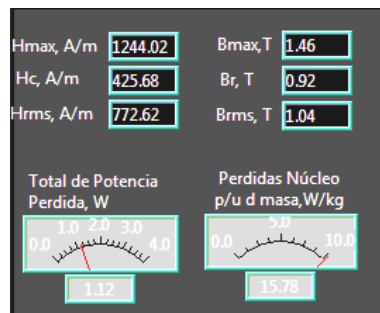 Hmax, A/m 1244.02 Bmax,T 1.46
Hc, A/m 425.68 Br, T 0.92
Hrms, A/m 772.62 Brms, T 1.04
Total de Potencia
Perdida, W
Perdidas Núcleo
p/u d masa,W/kg
0.0 1.0 2.0 3.0 4.0
0.0 5.0 10.0
1.12 15.78